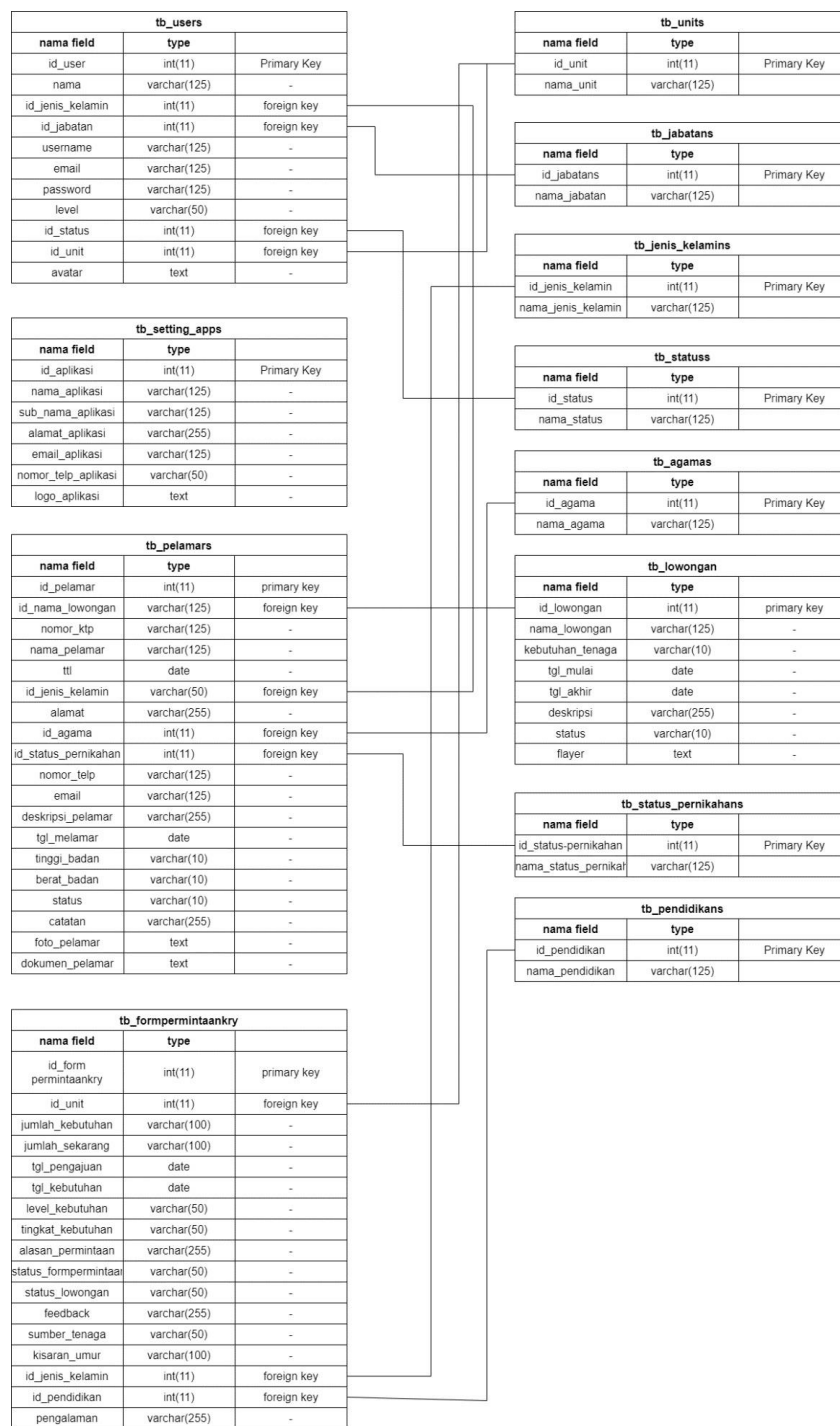 tb_users
nama field type
id_user int(11) Primary Key
nama varchar(125) -
id_jenis_kelamin int(11) foreign key
id_jabatan int(11) foreign key
username varchar(125) -
email varchar(125) -
password varchar(125) -
level varchar(50) -
id_status int(11) foreign key
id_unit int(11) foreign key
avatar text -
tb_setting_apps
nama field type
id_aplikasi int(11) Primary Key
nama_aplikasi varchar(125) -
sub_nama_aplikasi varchar(125) -
alamat_aplikasi varchar(255) -
email_aplikasi varchar(125) -
nomor_telp_aplikasi varchar(50) -
logo_aplikasi text -
tb_pelamars
nama field type
id_pelamar int(11) primary key
id_nama_lowongan varchar(125) foreign key
nomor_ktp varchar(125) -
nama_pelamar varchar(125) -
ttl date -
id_jenis_kelamin varchar(50) foreign key
alamat varchar(255) -
id_agama int(11) foreign key
id_status_pernikahan int(11) foreign key
nomor_telp varchar(125) -
email varchar(125) -
deskripsi_pelamar varchar(255) -
tgl_melamar date -
tinggi_badan varchar(10) -
berat_badan varchar(10) -
status varchar(10) -
catatan varchar(255) -
foto_pelamar text -
dokumen_pelamar text -
tb_formpermintaankry
nama field type
id_form
permintaankry int(11) primary key
id_unit int(11) foreign key
jumlah_kebutuhan varchar(100) -
jumlah_sekarang varchar(100) -
tgl_pengajuan date -
tgl_kebutuhan date -
level_kebutuhan varchar(50) -
tingkat_kebutuhan varchar(50) -
alasan_permintaan varchar(255) -
status_formpermintaar varchar(50) -
status_lowongan varchar(50) -
feedback varchar(255) -
sumber_tenaga varchar(50) -
kisaran_umur varchar(100) -
id_jenis_kelamin int(11) foreign key
id_pendidikan int(11) foreign key
pengalaman varchar(255) -
tb_units
nama field type
id_unit int(11) Primary Key
nama_unit varchar(125)
tb_jabatans
nama field type
id_jabatans int(11) Primary Key
nama_jabatan varchar(125)
tb_jenis_kelamins
nama field type
id_jenis_kelamin int(11) Primary Key
nama_jenis_kelamin varchar(125)
tb_statuss
nama field type
id_status int(11) Primary Key
nama_status varchar(125)
tb_agamas
nama field type
id_agama int(11) Primary Key
nama_agama varchar(125)
tb_lowongan
nama field type
id_lowongan int(11) primary key
nama_lowongan varchar(125) -
kebutuhan_tenaga varchar(10) -
tgl_mulai date -
tgl_akhir date -
deskripsi varchar(255) -
status varchar(10) -
flayer text -
tb_status_pernikahans
nama field type
id_status-pernikahan int(11) Primary Key
nama_status_pernikah varchar(125)
tb_pendidikans
nama field type
id_pendidikan int(11) Primary Key
nama_pendidikan varchar(125)